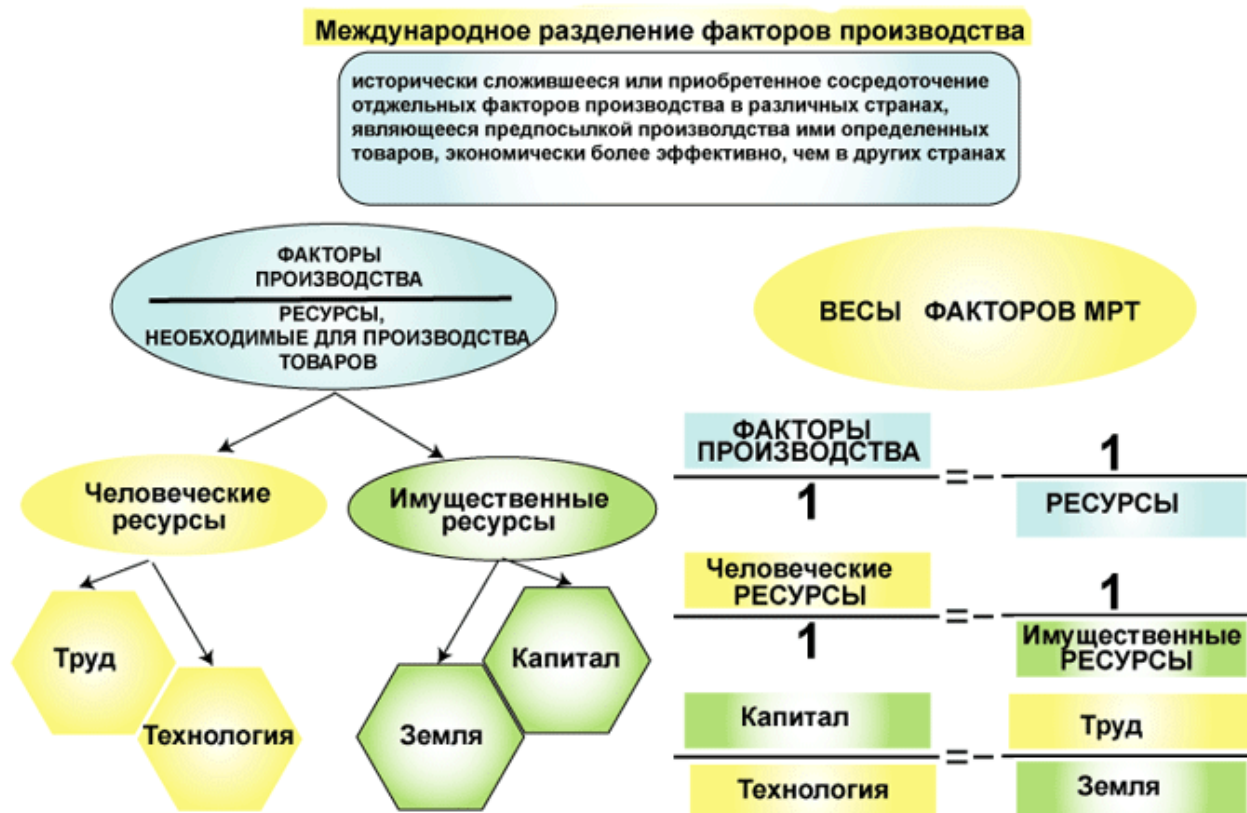 Международное разделение факторов производства
исторически сложившееся или приобретенное сосредоточение
отджельных факторов производства в различных странах,
являющееся предпосылкой произволдства ими определенных
товаров, экономически более эффективно, чем в других странах
ФАКТОРЫ
ПРОИЗВОДСТВА
РЕСУРСЫ,
НЕОБХОДИМЫЕ ДЛЯ ПРОИЗВОДСТВА
ТОВАРОВ
Человеческие
ресурсы
Имущественные
ресурсы
Труд
Технология
Капитал
Земля
ВЕСЫ ФАКТОРОВ МРТ
ФАКТОРЫ
ПРОИЗВОДСТВА
1
=-
1
РЕСУРСЫ
Человеческие
РЕСУРСЫ
1
=-
1
Имущественные
РЕСУРСЫ
Капитал
Технология
=-
Труд
Земля